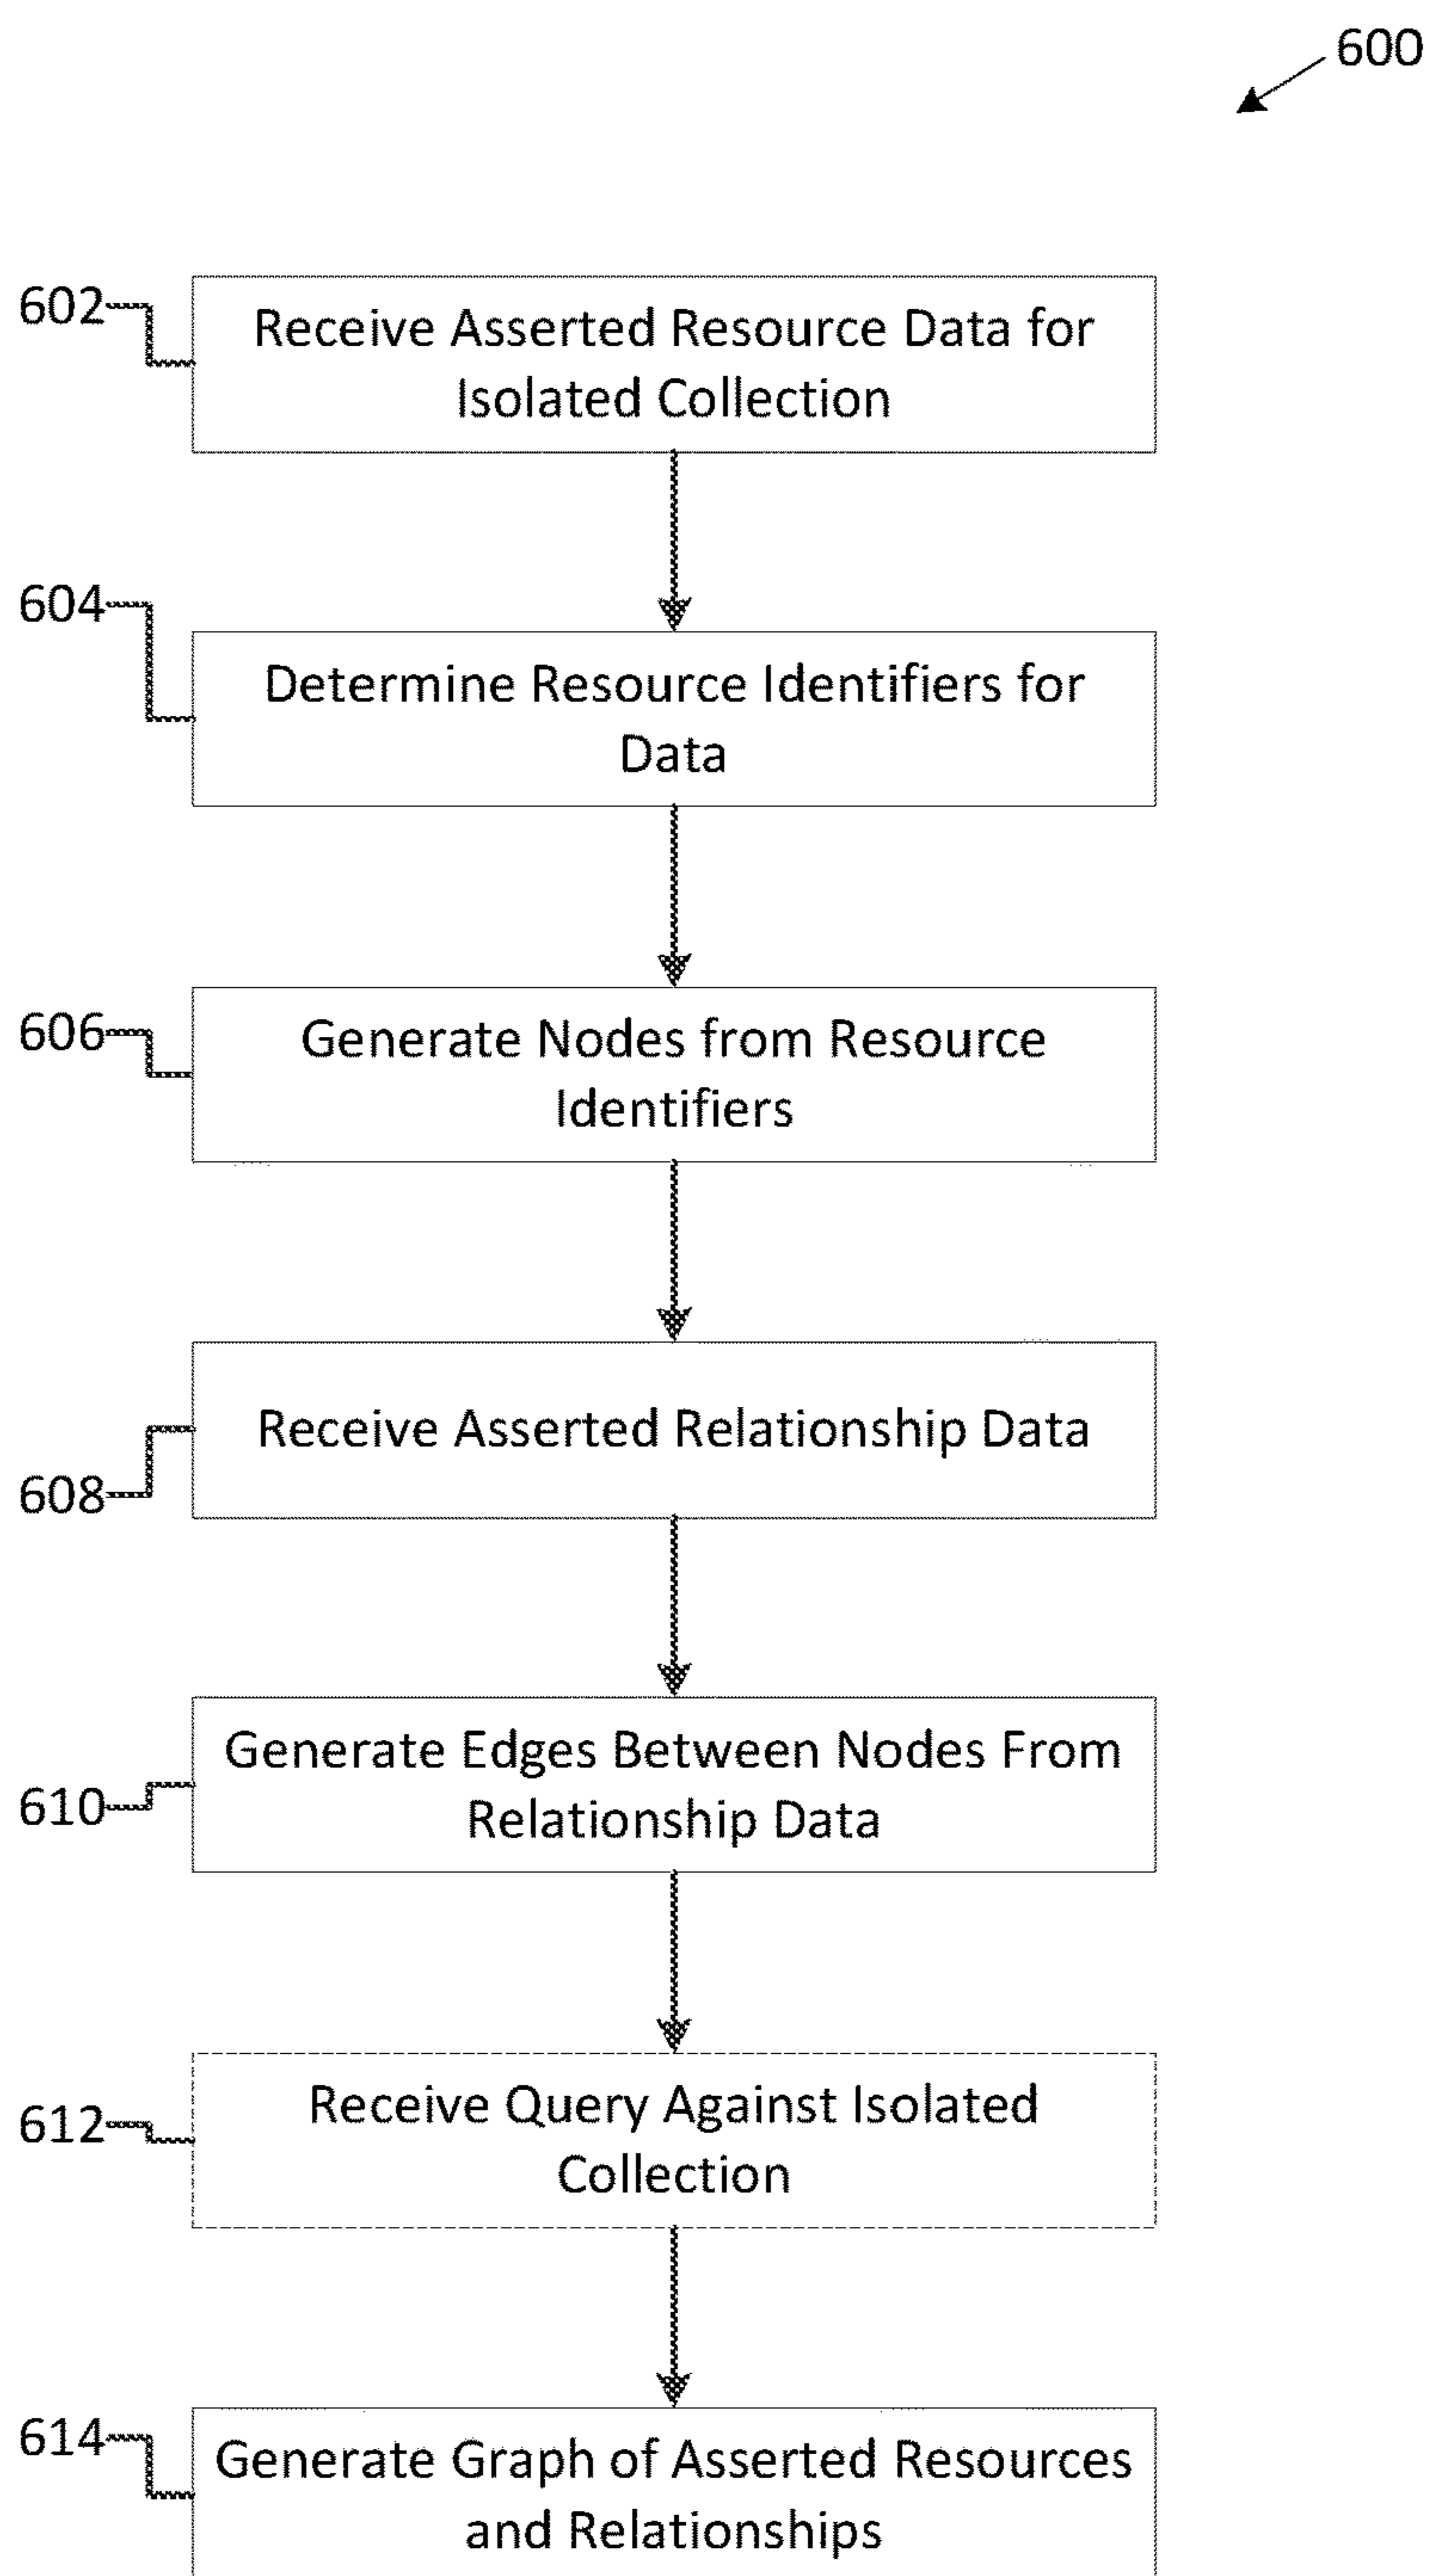 600
602
Receive Asserted Resource Data for
Isolated Collection
604
Determine Resource Identifiers for
Data
606
Generate Nodes from Resource
Identifiers
608
Receive Asserted Relationship Data
610
Generate Edges Between Nodes From
Relationship Data
612
Receive Query Against Isolated
Collection
614
Generate Graph of Asserted Resources
and Relationships